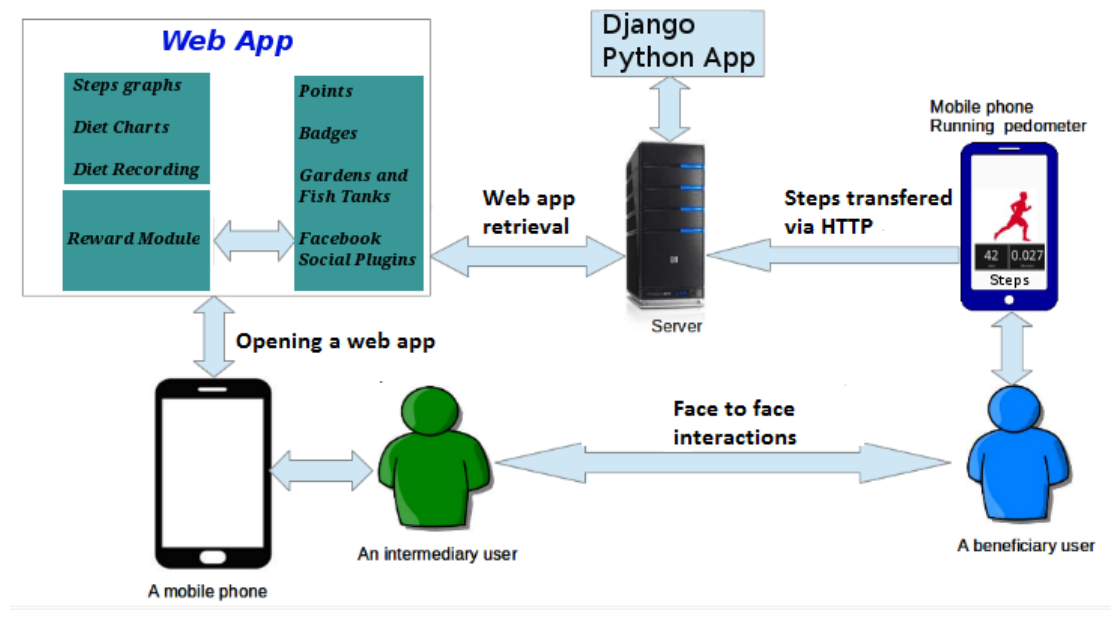 Web App
Steps graphs
Diet Charts
Diet Recording
Reward Module
Points
Badges
Gardens and
Fish Tanks
Facebook
Social Plugins
Django
Python App
Mobile phone
Running pedometer
Web app
retrieval
Steps transfered
via HTTP
42
0.027
Steps
Server
Opening a web app
Face to face
interactions
An intermediary user
A beneficiary user
A mobile phone